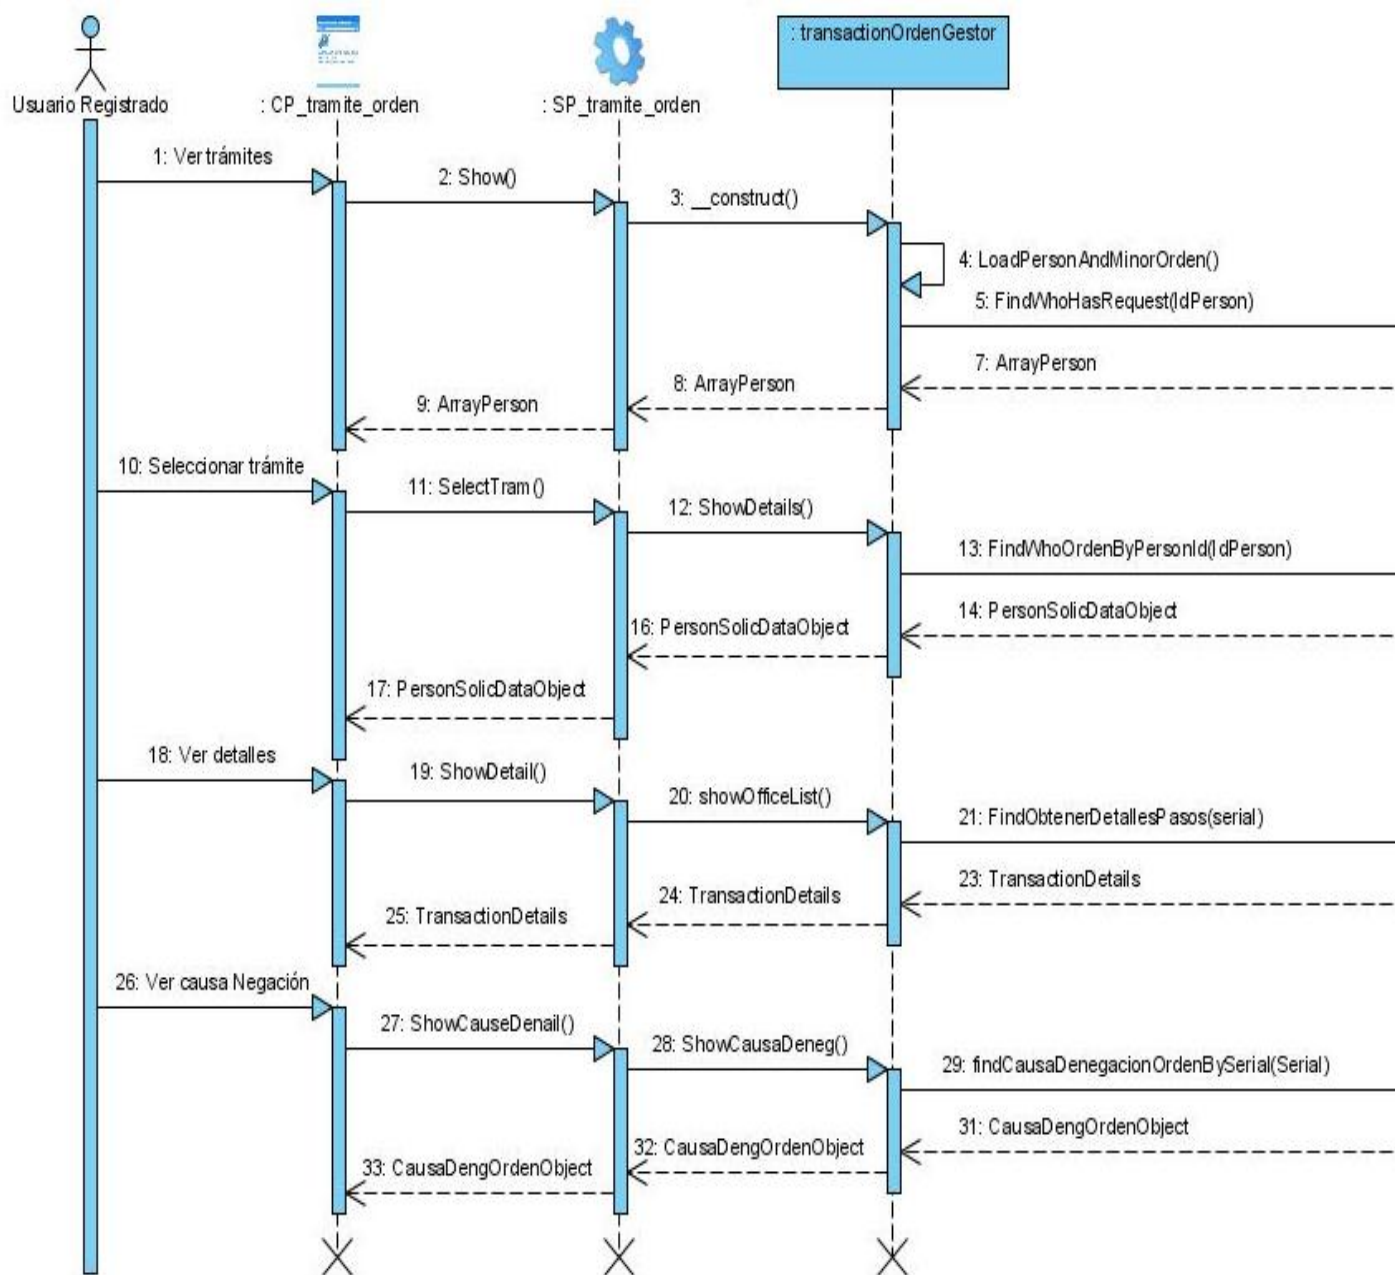 : transactionOrdenGestor
Usuario Registrado
: CP_tramite_orden
: SP_tramite_orden
1: Ver trámites
2: Show()
3: __construct()
4: LoadPersonAndMinorOrden()
5: FindWhoHasRequest(IdPerson)
7: ArrayPerson
8: ArrayPerson
9: ArrayPerson
10: Seleccionar trámite
11: SelectTram()
12: ShowDetails()
13: FindWhoOrdenByPersonId(IdPerson)
14: PersonSolicDataObject
16: PersonSolicDataObject
17: PersonSolicDataObject
18: Ver detalles
19: ShowDetail()
20: showOfficeList()
21: FindObtenerDetallesPasos(serial)
23: TransactionDetails
24: TransactionDetails
25: TransactionDetails
26: Ver causa Negación
27: ShowCauseDenail()
28: ShowCausaDeneg()
29: findCausaDenegacionOrdenBySerial(Serial)
31: CausaDengOrdenObject
32: CausaDengOrdenObject
33: CausaDengOrdenObject